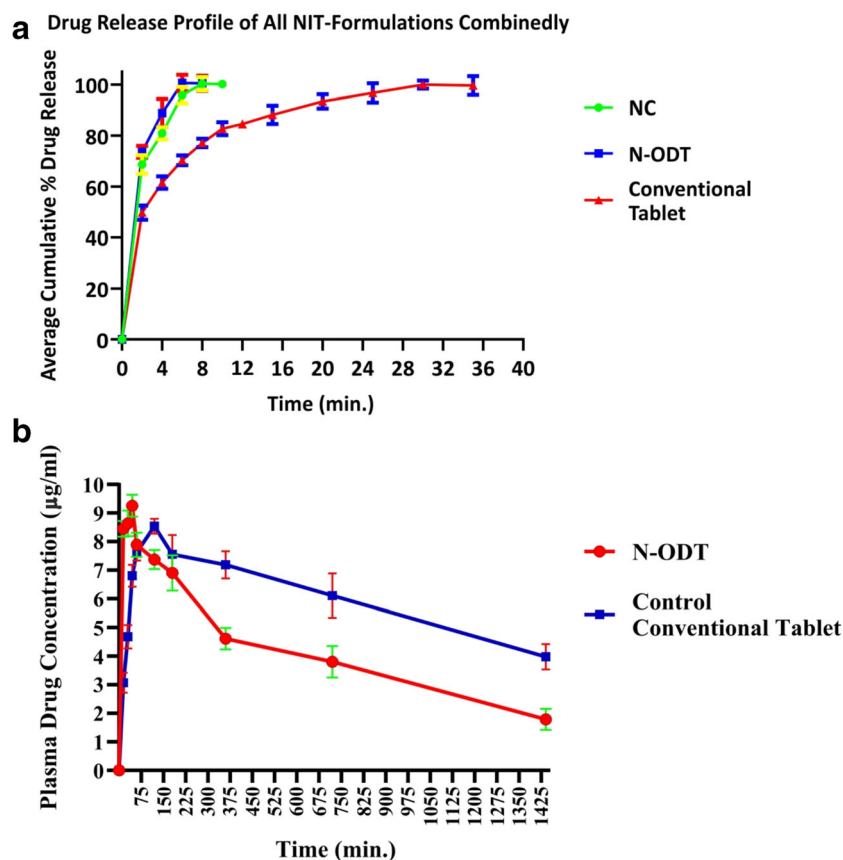 a
Drug Release Profile of All NIT-Formulations Combinedly
Average Cumulative % Drug Release
100
80
60
40
20
0
0 4 8 12 16 20 24 28 32 36 40
Time (min.)
NC
N-ODT
Conventional
Tablet
b
Plasma Drug Concentration (µg/ml)
10
9
8
7
6
5
4
3
2
1
0
75 150 225 300 375 450 525 600 675 750 825 900 975 1050 1125 1200 1275 1350 1425
Time (min.)
N-ODT
Control
Conventional Tablet